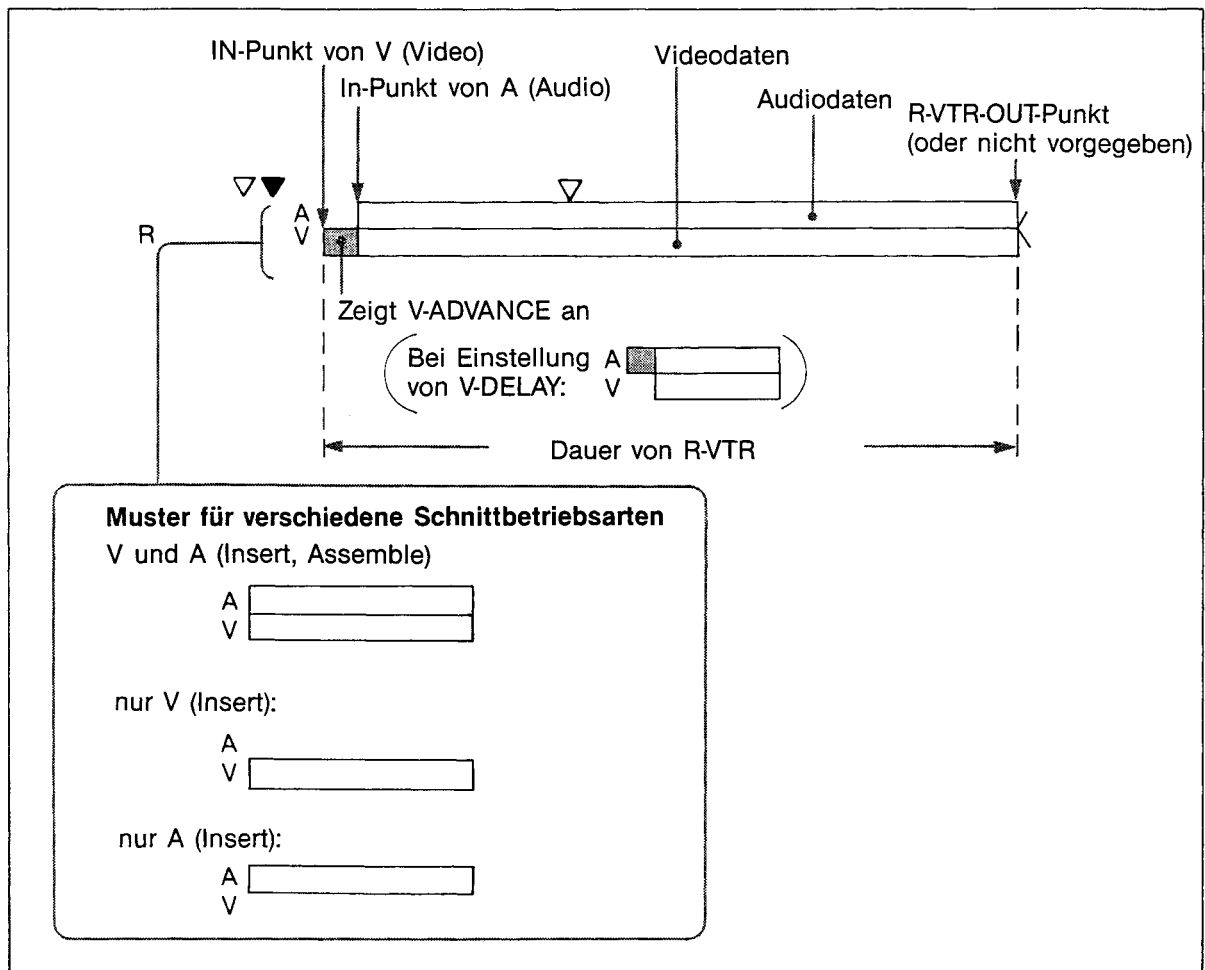 IN-Punkt von V (Video)
In-Punkt von A (Audio)
Videodaten
Audiodaten
R-VTR-OUT-Punkt
(oder nicht vorgegeben)
R
A
V
Zeigt V-ADVANCE an
Bei Einstellung
von V-DELAY:
A
V
Dauer von R-VTR
Muster für verschiedene Schnittbetriebsarten
V und A (Insert, Assemble)
A
V
nur V (Insert):
A
V
nur A (Insert):
A
V